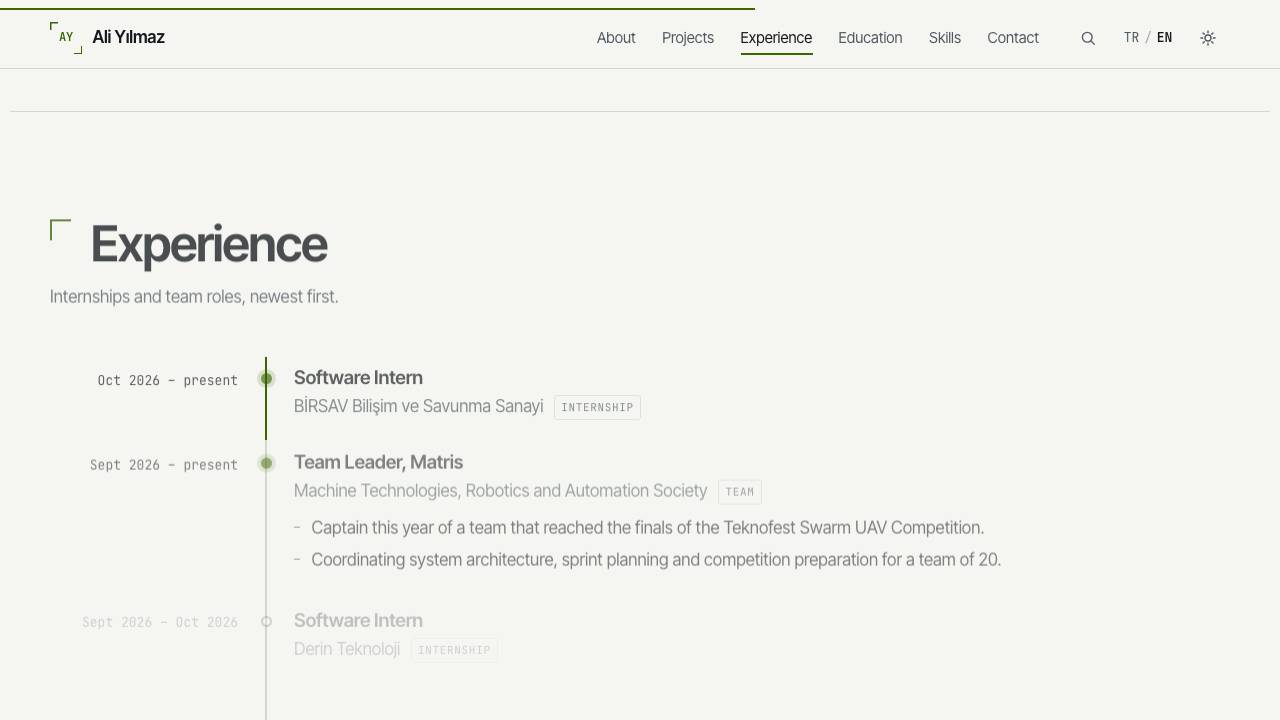 AY Ali Yılmaz About Projects Experience Education Skills Contact TR / EN
Experience
Internships and team roles, newest first.
Oct 2026 – present Software Intern
BİRSAV Bilişim ve Savunma Sanayi INTERNSHIP
Sept 2026 – present Team Leader, Matris
Machine Technologies, Robotics and Automation Society TEAM
– Captain this year of a team that reached the finals of the Teknofest Swarm UAV Competition.
– Coordinating system architecture, sprint planning and competition preparation for a team of 20.
Sept 2026 – Oct 2026 Software Intern
Derin Teknoloji INTERNSHIP